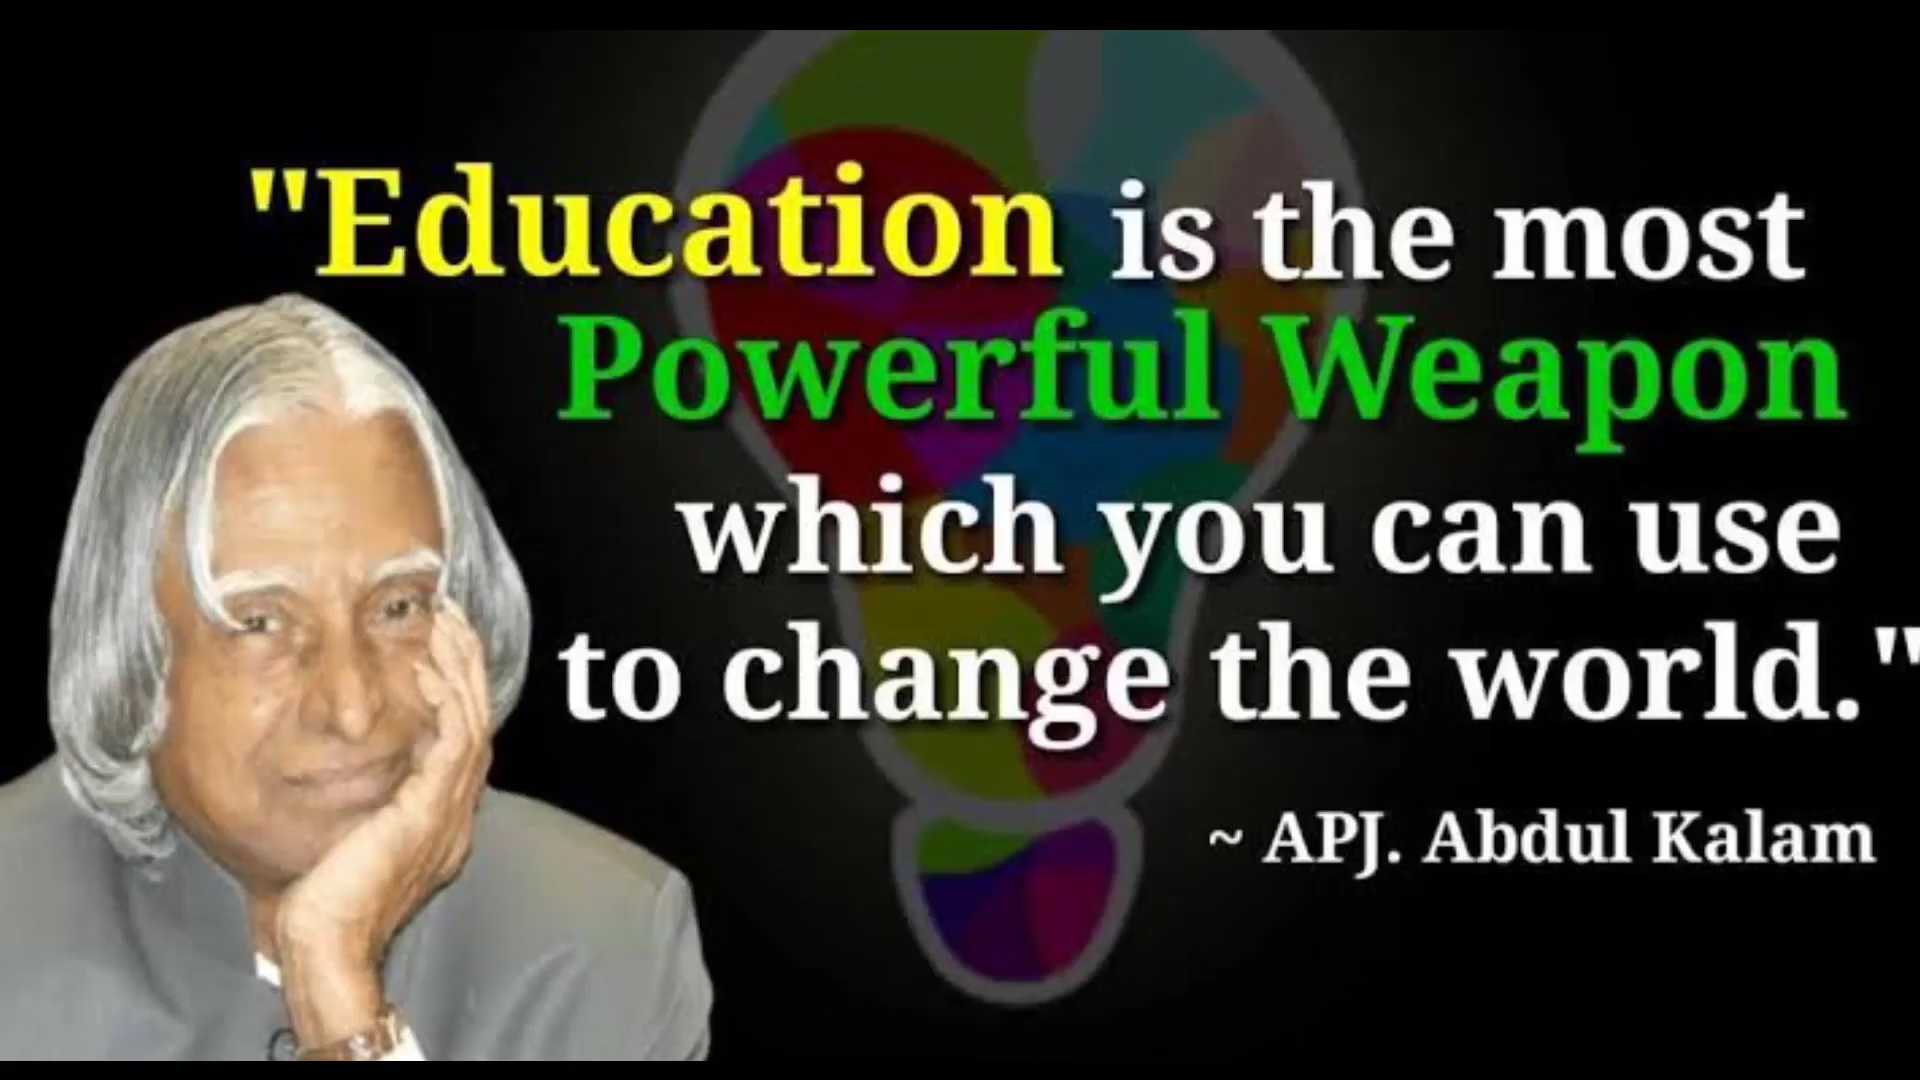 "Education is the most
Powerful Weapon
which you can use
to change the world."
~ APJ. Abdul Kalam